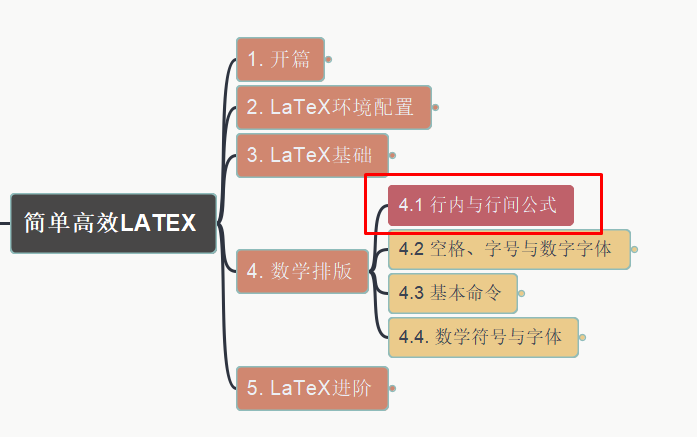 简单高效LATEX
1. 开篇
2. LaTeX环境配置
3. LaTeX基础
4. 数学排版
4.1 行内与行间公式
4.2 空格、字号与数字字体
4.3 基本命令
4.4. 数学符号与字体
5. LaTeX进阶